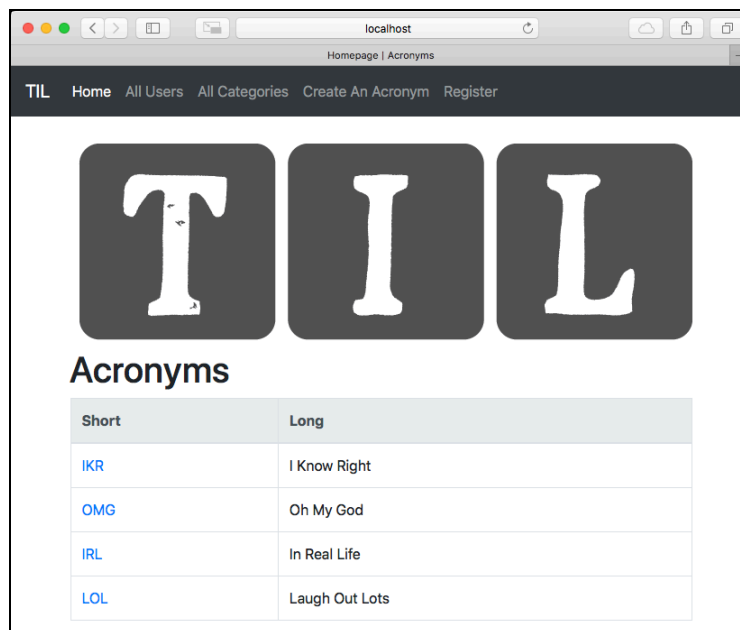 localhost
Homepage | Acronyms
TIL Home All Users All Categories Create An Acronym Register
T I L
Acronyms
Short Long
IKR I Know Right
OMG Oh My God
IRL In Real Life
LOL Laugh Out Lots